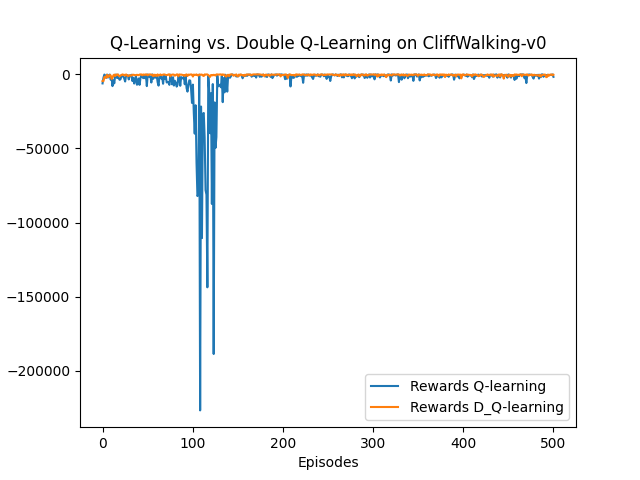 Q-Learning vs. Double Q-Learning on CliffWalking-v0
0
−50000
−100000
−150000
−200000
Rewards Q-learning
Rewards D_Q-learning
0 100 200 300 400 500
Episodes